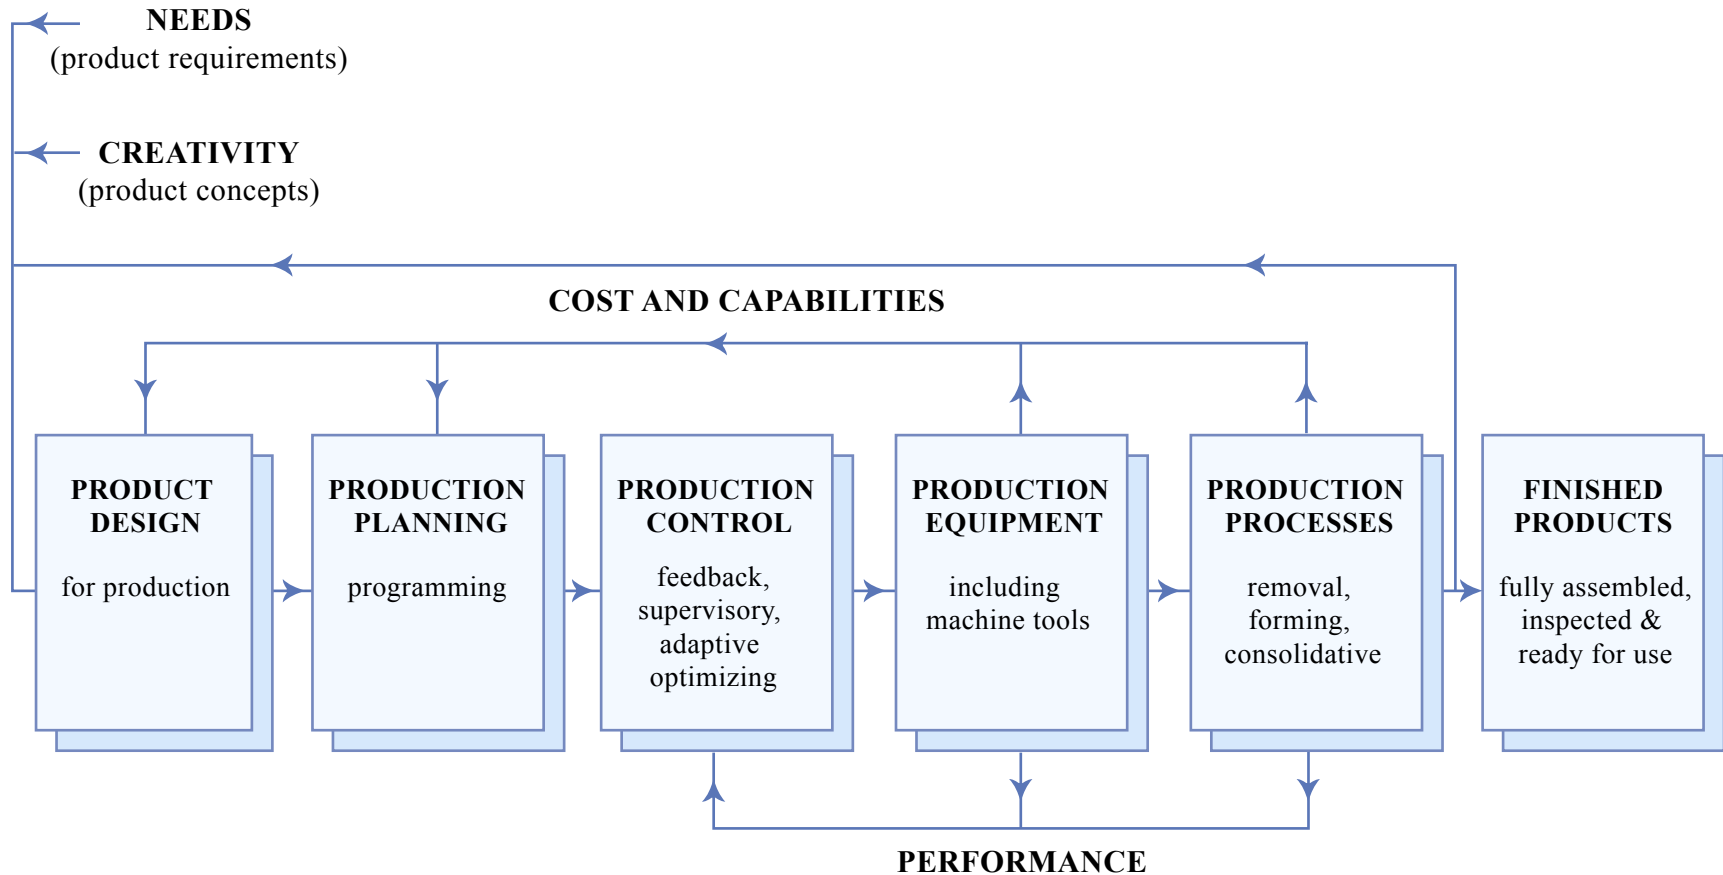 NEEDS
(product requirements)
CREATIVITY
(product concepts)
COST AND CAPABILITIES
PRODUCT
DESIGN
for production
PRODUCTION
PLANNING
programming
PRODUCTION
CONTROL
feedback,
supervisory,
adaptive
optimizing
PRODUCTION
EQUIPMENT
including
machine tools
PRODUCTION
PROCESSES
removal,
forming,
consolidative
FINISHED
PRODUCTS
fully assembled,
inspected &
ready for use
PERFORMANCE